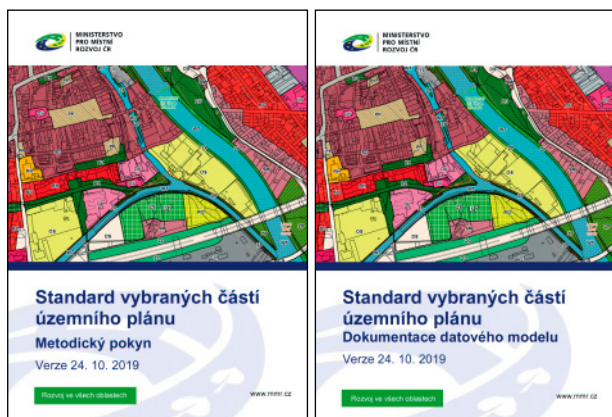 MINISTERSTVO
PRO MÍSTNÍ
ROZVOJ ČR
Standard vybraných částí
územního plánu
Metodický pokyn
Verze 24. 10. 2019
Rozvoj ve všech oblastech
www.mmr.cz
MINISTERSTVO
PRO MÍSTNÍ
ROZVOJ ČR
Standard vybraných částí
územního plánu
Dokumentace datového modelu
Verze 24. 10. 2019
Rozvoj ve všech oblastech
www.mmr.cz